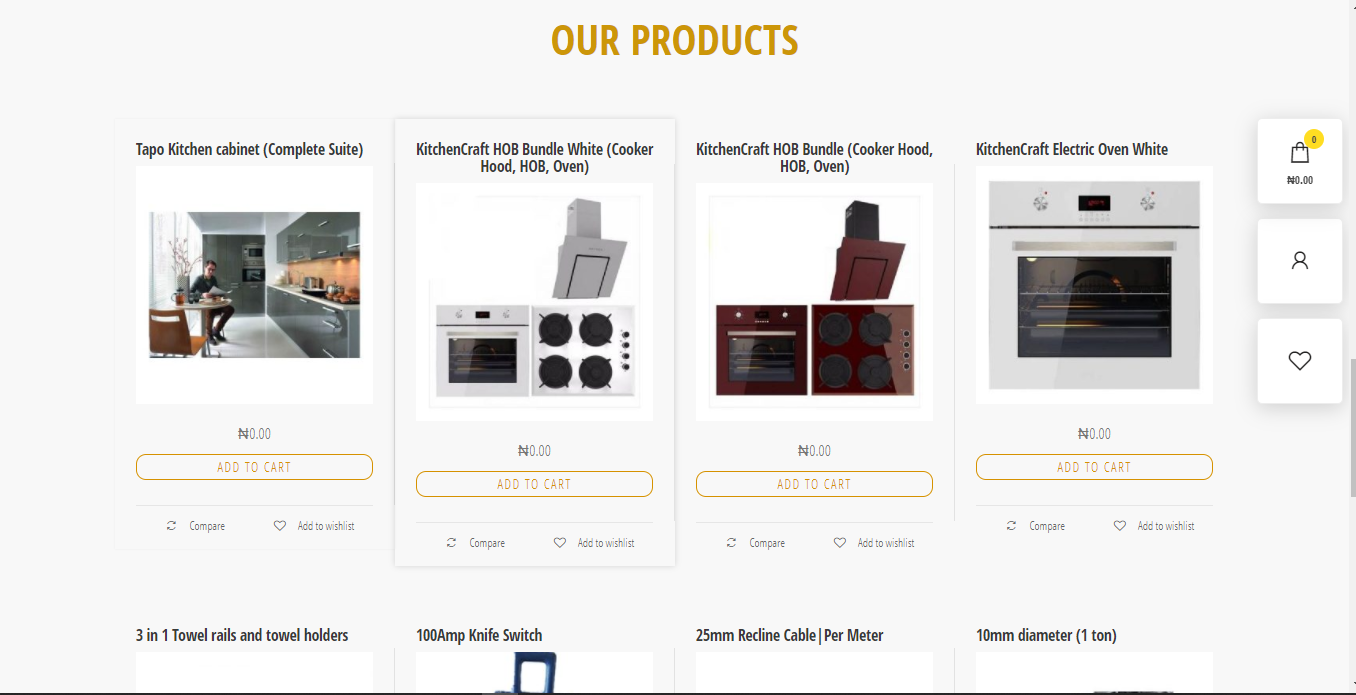 OUR PRODUCTS
0
₦0.00
Tapo Kitchen cabinet (Complete Suite)
₦0.00
ADD TO CART
Compare
Add to wishlist
KitchenCraft HOB Bundle White (Cooker
Hood, HOB, Oven)
₦0.00
ADD TO CART
Compare
Add to wishlist
KitchenCraft HOB Bundle (Cooker Hood,
HOB, Oven)
₦0.00
ADD TO CART
Compare
Add to wishlist
KitchenCraft Electric Oven White
₦0.00
ADD TO CART
Compare
Add to wishlist
3 in 1 Towel rails and towel holders
100Amp Knife Switch
25mm Recline Cable|Per Meter
10mm diameter (1 ton)